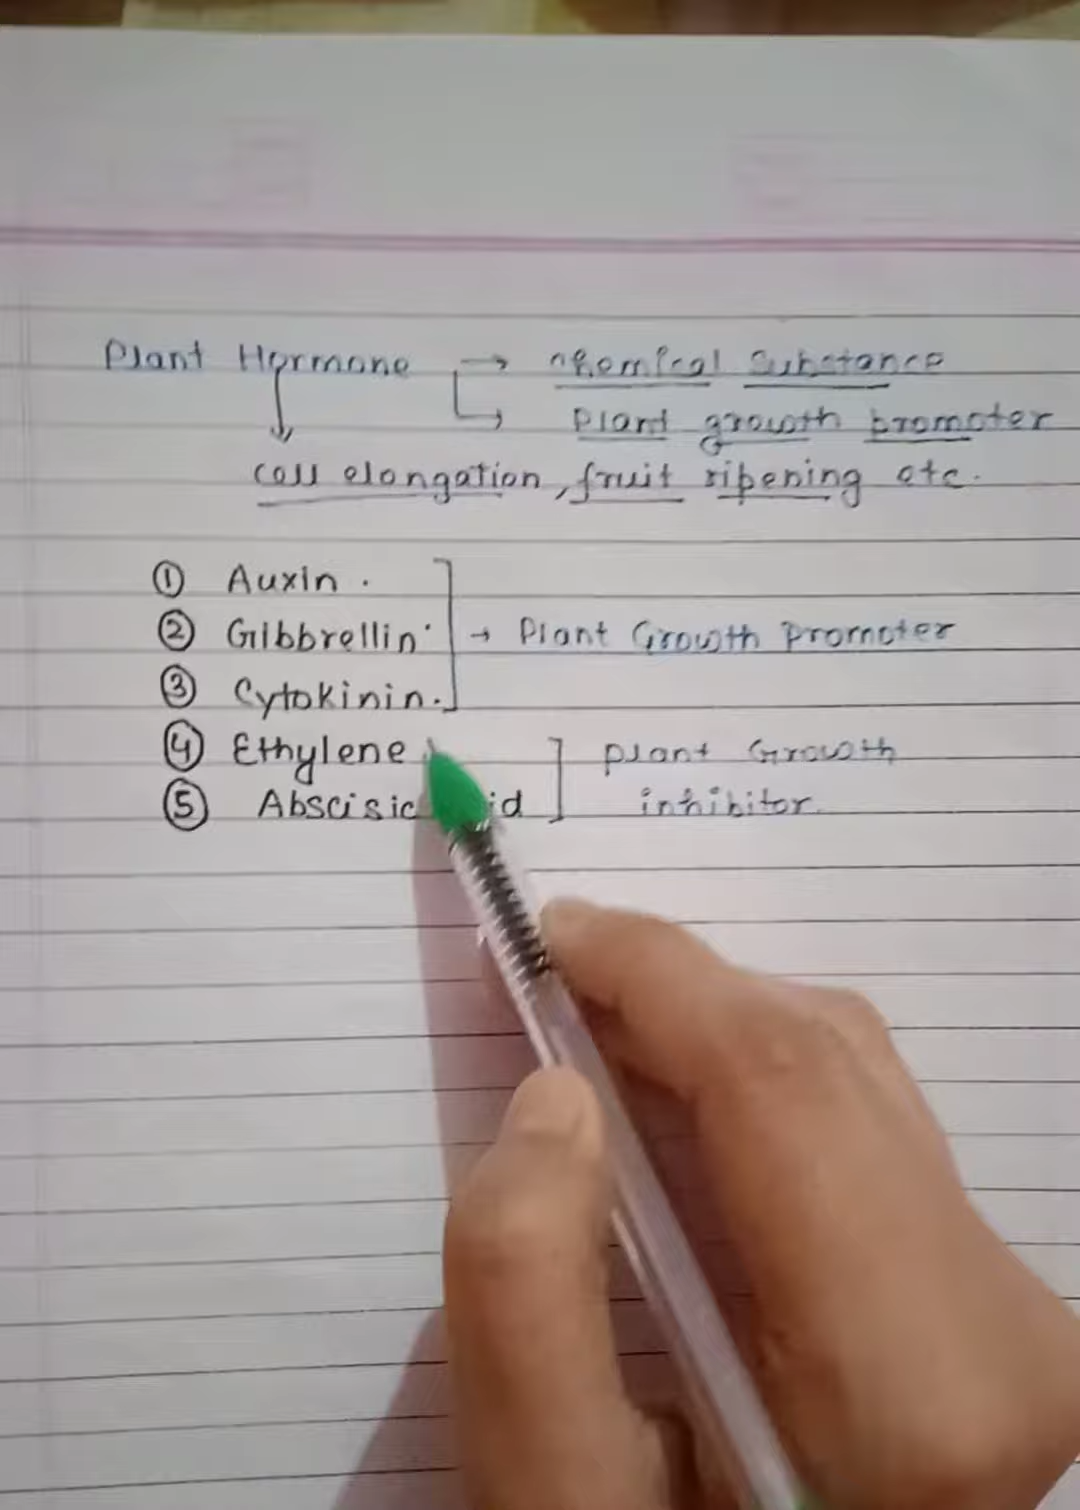 Plant Hormone → chemical Substance
→ Plant growth promoter
cell elongation, fruit ripening etc.
① Auxin.
② Gibbrellin → Plant Growth Promoter
③ Cytokinin.
④ Ethylene ] plant Growth
⑤ Abscisic ] inhibitor.